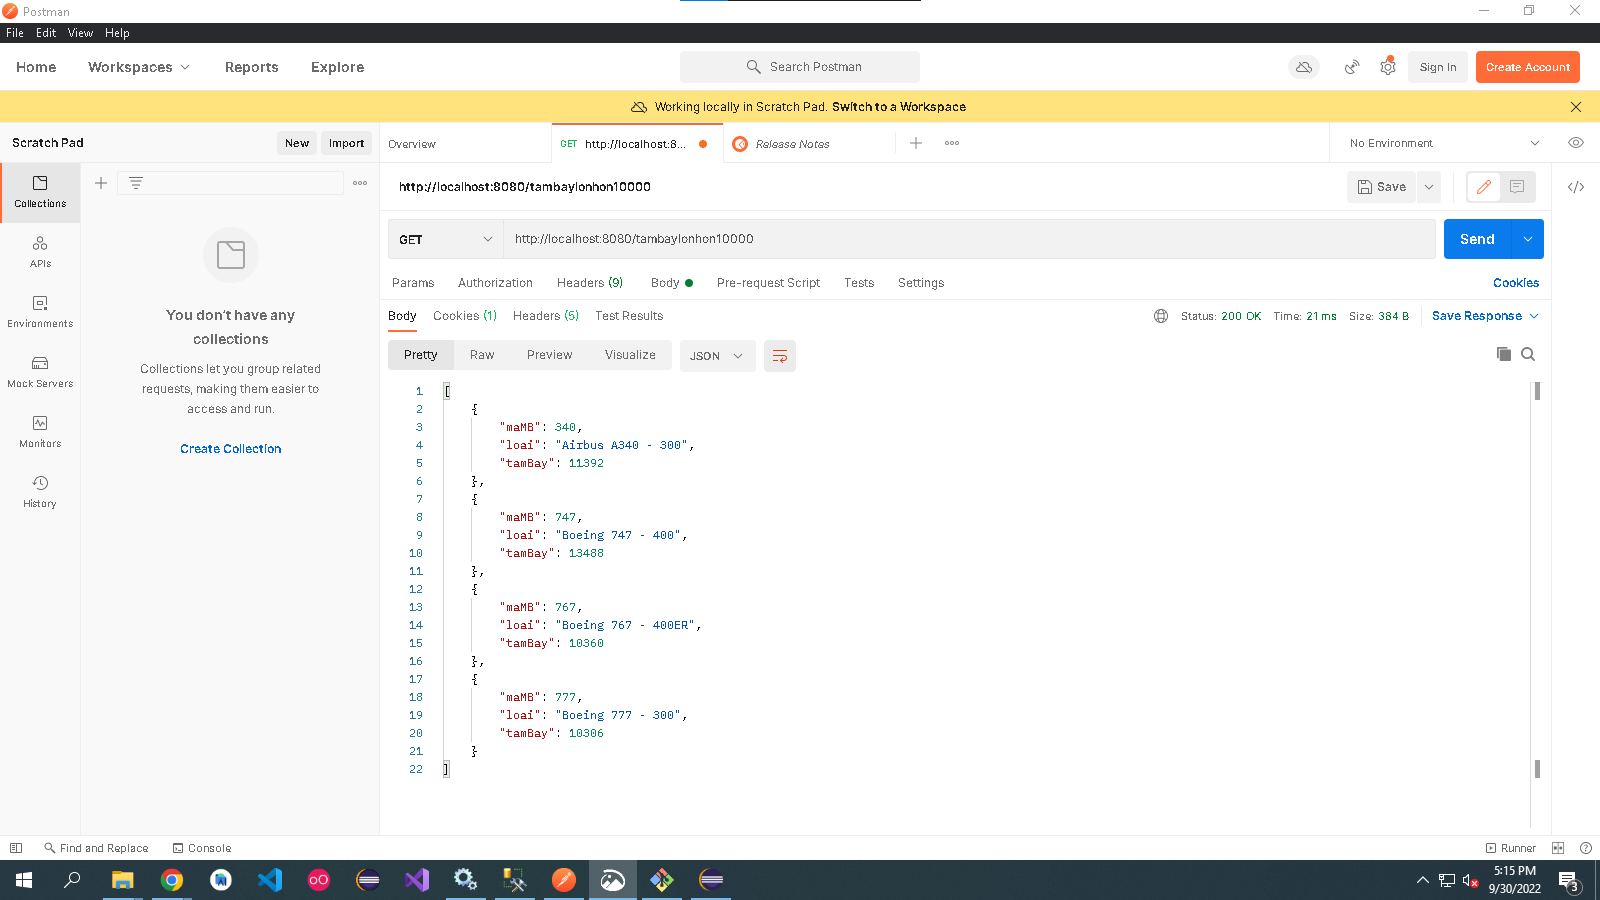 Postman
File Edit View Help
Home Workspaces Reports Explore Search Postman Sign In Create Account
Working locally in Scratch Pad. Switch to a Workspace
Scratch Pad New Import Overview GET http://localhost:8... Release Notes No Environment
http://localhost:8080/tambaylonhon10000 Save
Collections
GET http://localhost:8080/tambaylonhon10000 Send
APIs
Params Authorization Headers (9) Body Pre-request Script Tests Settings Cookies
You don't have any
collections
Body Cookies (1) Headers (5) Test Results Status: 200 OK Time: 21 ms Size: 384 B Save Response
Environments
Pretty Raw Preview Visualize JSON
Collections let you group related
requests, making them easier to
access and run.
Mock Servers
Monitors
Create Collection
History
1 [
2 {
3 "maMB": 340,
4 "loai": "Airbus A340 - 300",
5 "tamBay": 11392
6 },
7 {
8 "maMB": 747,
9 "loai": "Boeing 747 - 400",
10 "tamBay": 13488
11 },
12 {
13 "maMB": 767,
14 "loai": "Boeing 767 - 400ER",
15 "tamBay": 10360
16 },
17 {
18 "maMB": 777,
19 "loai": "Boeing 777 - 300",
20 "tamBay": 10306
21 }
22 ]
Find and Replace Console Runner
5:15 PM
9/30/2022
3